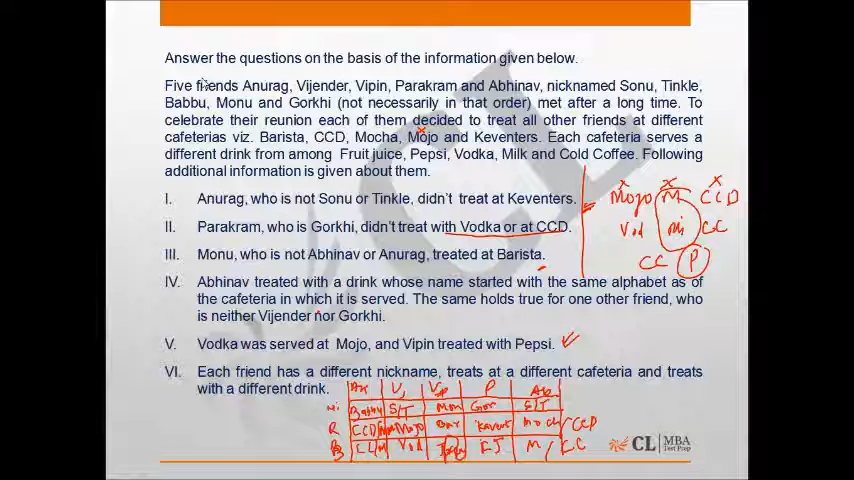 Answer the questions on the basis of the information given below.
Five friends Anurag, Vijender, Vipin, Parakram and Abhinav, nicknamed Sonu, Tinkle,
Babbu, Monu and Gorkhi (not necessarily in that order) met after a long time. To
celebrate their reunion each of them decided to treat all other friends at different
cafeterias viz. Barista, CCD, Mocha, Mojo and Keventers. Each cafeteria serves a
different drink from among Fruit juice, Pepsi, Vodka, Milk and Cold Coffee. Following
additional information is given about them.
I. Anurag, who is not Sonu or Tinkle, didn't treat at Keventers.
II. Parakram, who is Gorkhi, didn't treat with Vodka or at CCD.
III. Monu, who is not Abhinav or Anurag, treated at Barista.
IV. Abhinav treated with a drink whose name started with the same alphabet as of
the cafeteria in which it is served. The same holds true for one other friend, who
is neither Vijender nor Gorkhi.
V. Vodka was served at Mojo, and Vipin treated with Pepsi.
VI. Each friend has a different nickname, treats at a different cafeteria and treats
with a different drink.
Mojo M CCD
Vod Mi CC
CC P
Vj Vip P Ab
Babbu S/T Mon Gor S/T
CCD Mojo Bar Kavent Moch / CCD
Vod FJ M / CC
CL MBA
Test Prep